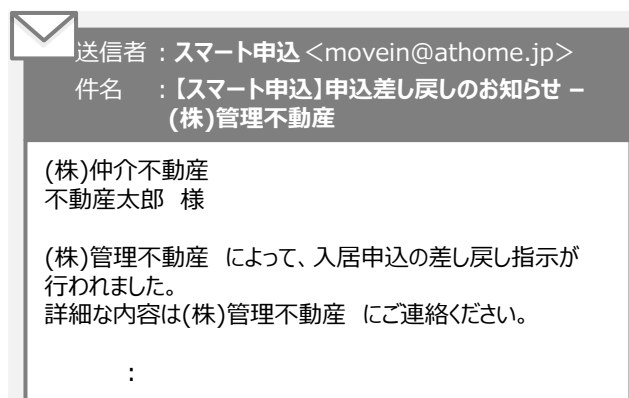 送信者：スマート申込＜movein@athome.jp＞
件名　：【スマート申込】申込差し戻しのお知らせ –
(株)管理不動産
(株)仲介不動産
不動産太郎　様
(株)管理不動産　によって、入居申込の差し戻し指示が
行われました。
詳細な内容は(株)管理不動産　にご連絡ください。
：